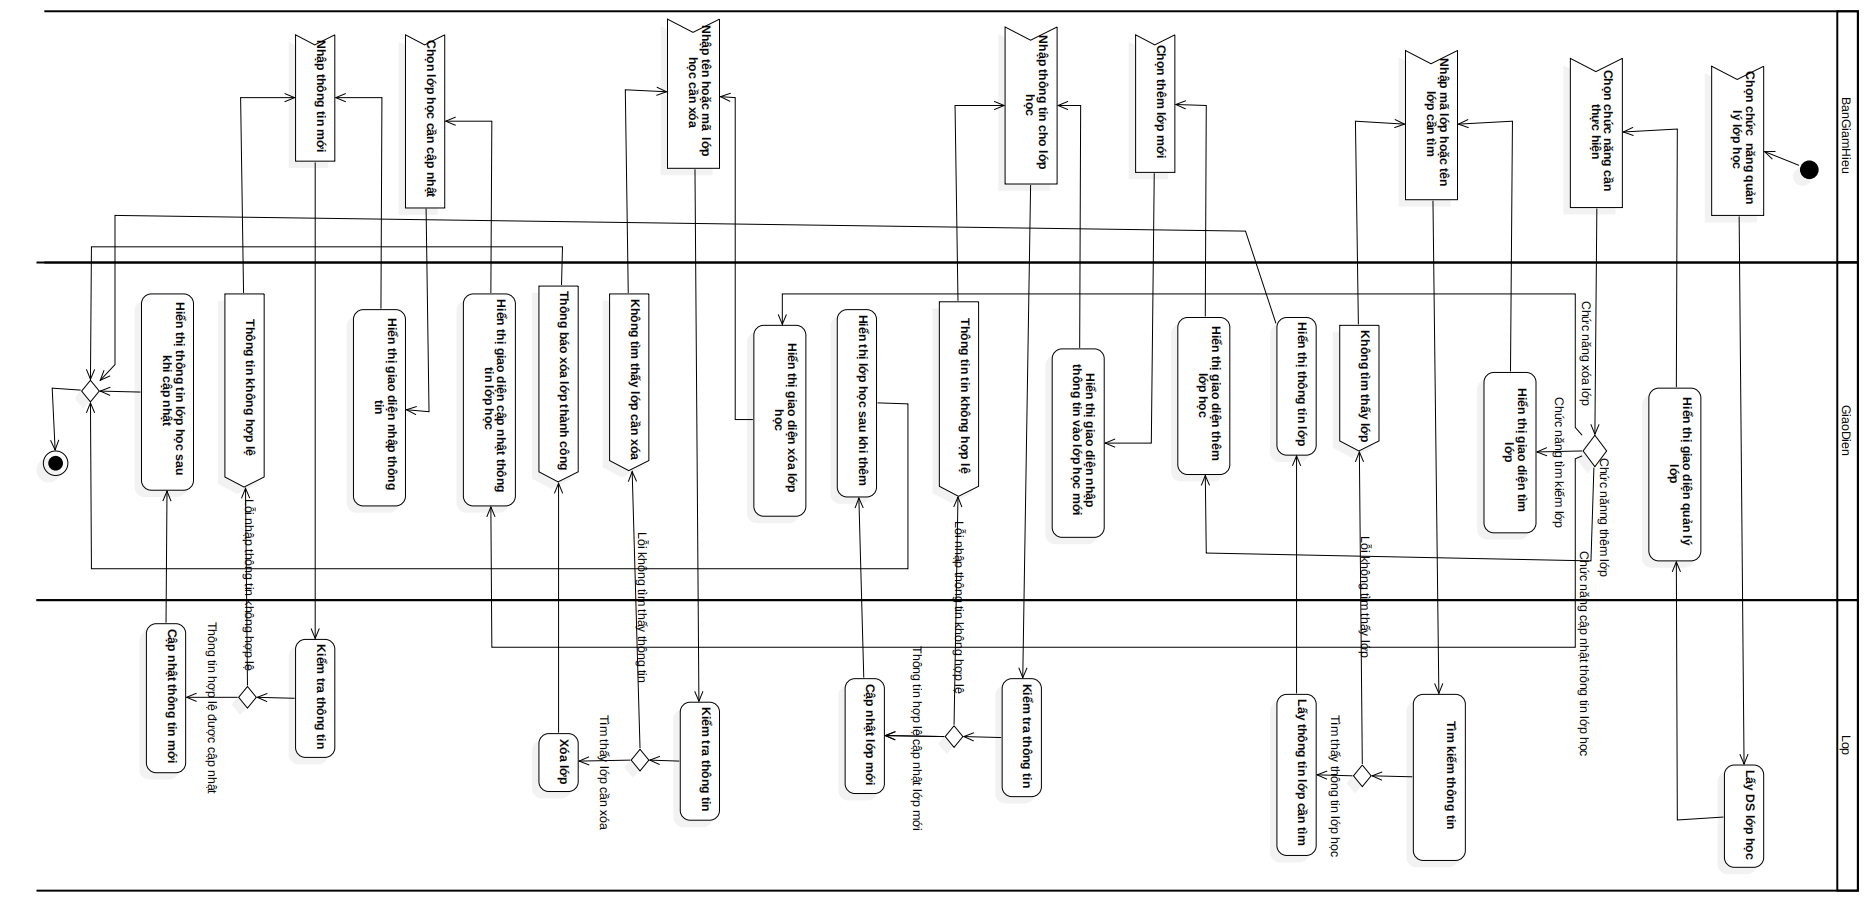 BanGiamHieu
GiaoDien
Lop
Chọn chức năng quản
lý lớp học
Lấy DS lớp học
Hiển thị giao diện quản lý
lớp
Chọn chức năng cần
thực hiện
Chức năng xóa lớp
Chức năng tìm kiếm lớp
Chức nănng thêm lớp
Chức năng cập nhật thông tin lớp học
Hiển thị giao diện tìm
lớp
Nhập mã lớp hoặc tên
lớp cần tìm
Tìm kiếm thông tin
Không tìm thấy lớp
Lỗi không tìm thấy lớp
Tìm thấy thông tin lớp học
Lấy thông tin lớp cần tìm
Hiển thị thông tin lớp
Hiển thị giao diện thêm
lớp học
Chọn thêm lớp mới
Hiển thị giao diện nhập
thông tin vào lớp học mới
Nhập thông tin cho lớp
học
Kiểm tra thông tin
Thông tin tin không hợp lệ
Lỗi nhập thông tin không hợp lệ
Thông tin hợp lệ cập nhật lớp mới
Cập nhật lớp mới
Hiển thị lớp học sau khi thêm
Hiển thị giao diện xóa lớp
học
Nhập tên hoặc mã lớp
học cần xóa
Kiểm tra thông tin
Không tìm thấy lớp cần xóa
Lỗi không tìm thấy thông tin
Tìm thấy lớp cần xóa
Xóa lớp
Thông báo xóa lớp thành công
Hiển thị giao diện cập nhật thông
tin lớp học
Chọn lớp học cần cập nhật
Hiển thị giao diện nhập thông
tin
Nhập thông tin mới
Kiểm tra thông tin
Thông tin không hợp lệ
Lỗi nhập thông tin không hợp lệ
Thông tin hợp lệ được cập nhật
Cập nhật thông tin mới
Hiển thị thông tin lớp học sau
khi cập nhật